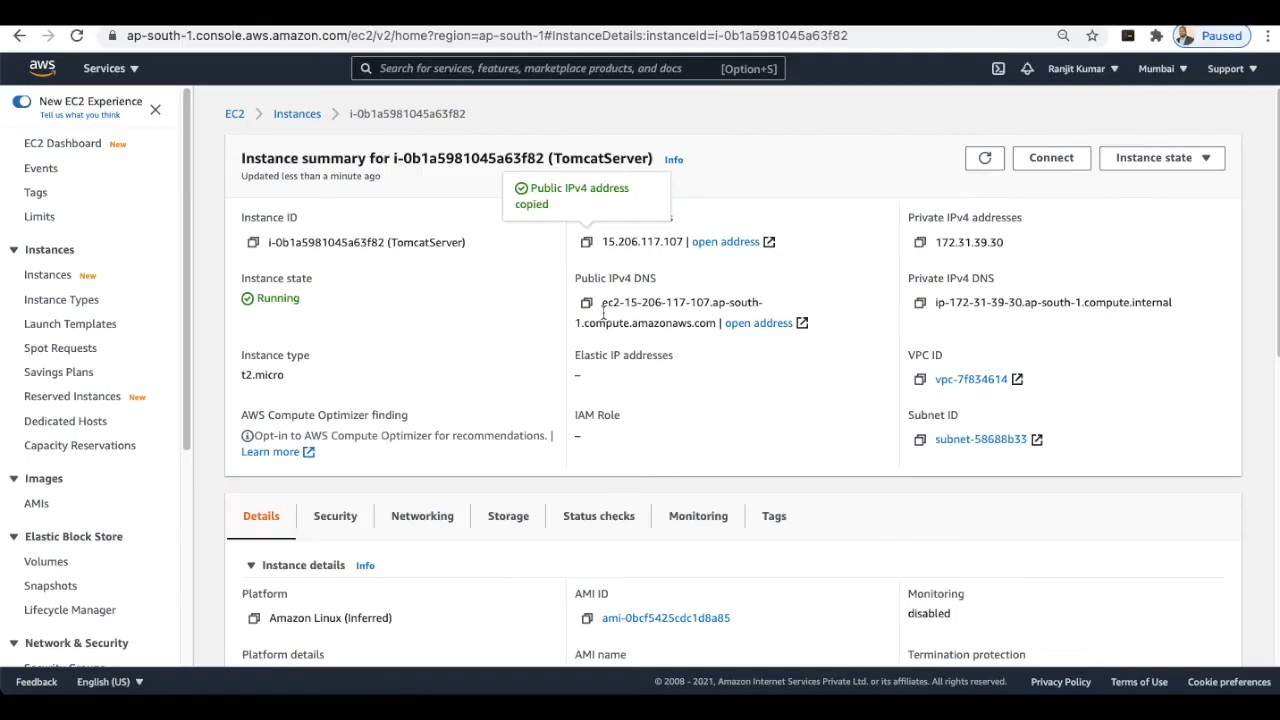 ap-south-1.console.aws.amazon.com/ec2/v2/home?region=ap-south-1#InstanceDetails:instanceId=i-0b1a5981045a63f82
Paused
aws
Services
Search for services, features, marketplace products, and docs
[Option+S]
Ranjit Kumar
Mumbai
Support
New EC2 Experience
Tell us what you think
EC2 Dashboard New
Events
Tags
Limits
Instances
Instances New
Instance Types
Launch Templates
Spot Requests
Savings Plans
Reserved Instances New
Dedicated Hosts
Capacity Reservations
Images
AMIs
Elastic Block Store
Volumes
Snapshots
Lifecycle Manager
Network & Security
Security Groups
EC2 > Instances > i-0b1a5981045a63f82
Instance summary for i-0b1a5981045a63f82 (TomcatServer) Info
Updated less than a minute ago
Connect
Instance state
Public IPv4 address
copied
Instance ID
i-0b1a5981045a63f82 (TomcatServer)
15.206.117.107 | open address
Private IPv4 addresses
172.31.39.30
Instance state
Running
Public IPv4 DNS
ec2-15-206-117-107.ap-south-
1.compute.amazonaws.com | open address
Private IPv4 DNS
ip-172-31-39-30.ap-south-1.compute.internal
Instance type
t2.micro
Elastic IP addresses
–
VPC ID
vpc-7f834614
AWS Compute Optimizer finding
Opt-in to AWS Compute Optimizer for recommendations. |
Learn more
IAM Role
–
Subnet ID
subnet-58688b33
Details
Security
Networking
Storage
Status checks
Monitoring
Tags
Instance details Info
Platform
Amazon Linux (Inferred)
AMI ID
ami-0bcf5425cdc1d8a85
Monitoring
disabled
Platform details
AMI name
Termination protection
Feedback
English (US)
© 2008 - 2021, Amazon Internet Services Private Ltd. or its affiliates. All rights reserved.
Privacy Policy
Terms of Use
Cookie preferences